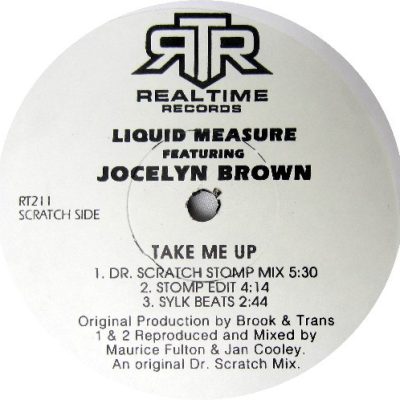 RTR
REALTIME
RECORDS
LIQUID MEASURE
FEATURING
JOCELYN BROWN
RT211
SCRATCH SIDE
TAKE ME UP
1. DR. SCRATCH STOMP MIX 5:30
2. STOMP EDIT 4:14
3. SYLK BEATS 2:44
Original Production by Brook & Trans
1 & 2 Reproduced and Mixed by
Maurice Fulton & Jan Cooley.
An original Dr. Scratch Mix.